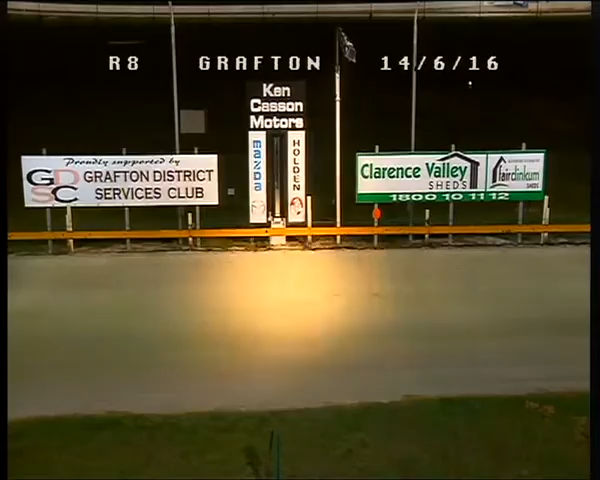 R8 GRAFTON 14/6/16
Ken
Casson
Motors
mazda
HOLDEN
Proudly supported by
GDSC
GRAFTON DISTRICT
SERVICES CLUB
Clarence Valley
SHEDS
1800 10 11 12
fairdinkum
SHEDS